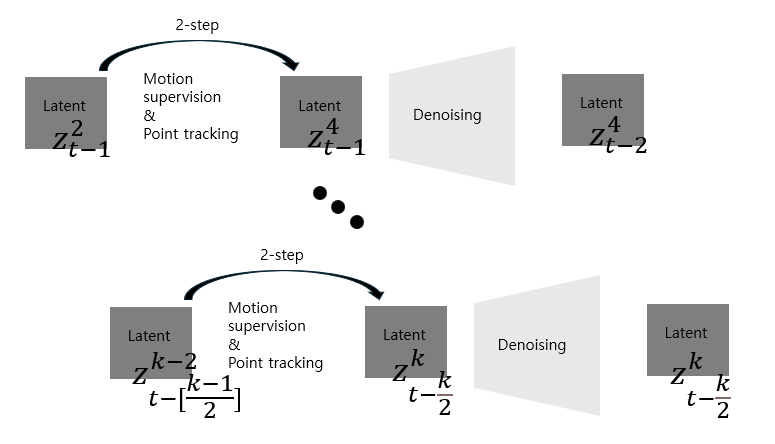 2-step
Motion
supervision
&
Point tracking
Latent
z_{t-1}^{2}
Latent
z_{t-1}^{4}
Denoising
Latent
z_{t-2}^{4}
2-step
Motion
supervision
&
Point tracking
Latent
z_{t-[\frac{k-1}{2}]}^{k-2}
Latent
z_{t-\frac{k}{2}}^{k}
Denoising
Latent
z_{t-\frac{k}{2}}^{k}